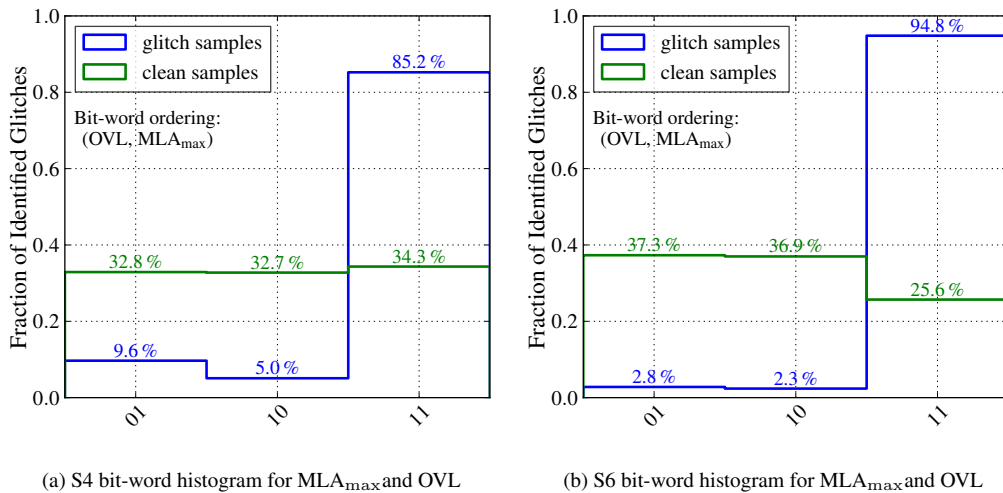 1.0
0.8
0.6
0.4
0.2
0.0
Fraction of Identified Glitches
glitch samples
clean samples
Bit-word ordering:
(OVL, MLAmax)
85.2 %
32.8 %
32.7 %
34.3 %
9.6 %
5.0 %
01
10
11
(a) S4 bit-word histogram for MLAmaxand OVL
1.0
0.8
0.6
0.4
0.2
0.0
Fraction of Identified Glitches
glitch samples
clean samples
Bit-word ordering:
(OVL, MLAmax)
94.8 %
37.3 %
36.9 %
25.6 %
2.8 %
2.3 %
01
10
11
(b) S6 bit-word histogram for MLAmaxand OVL